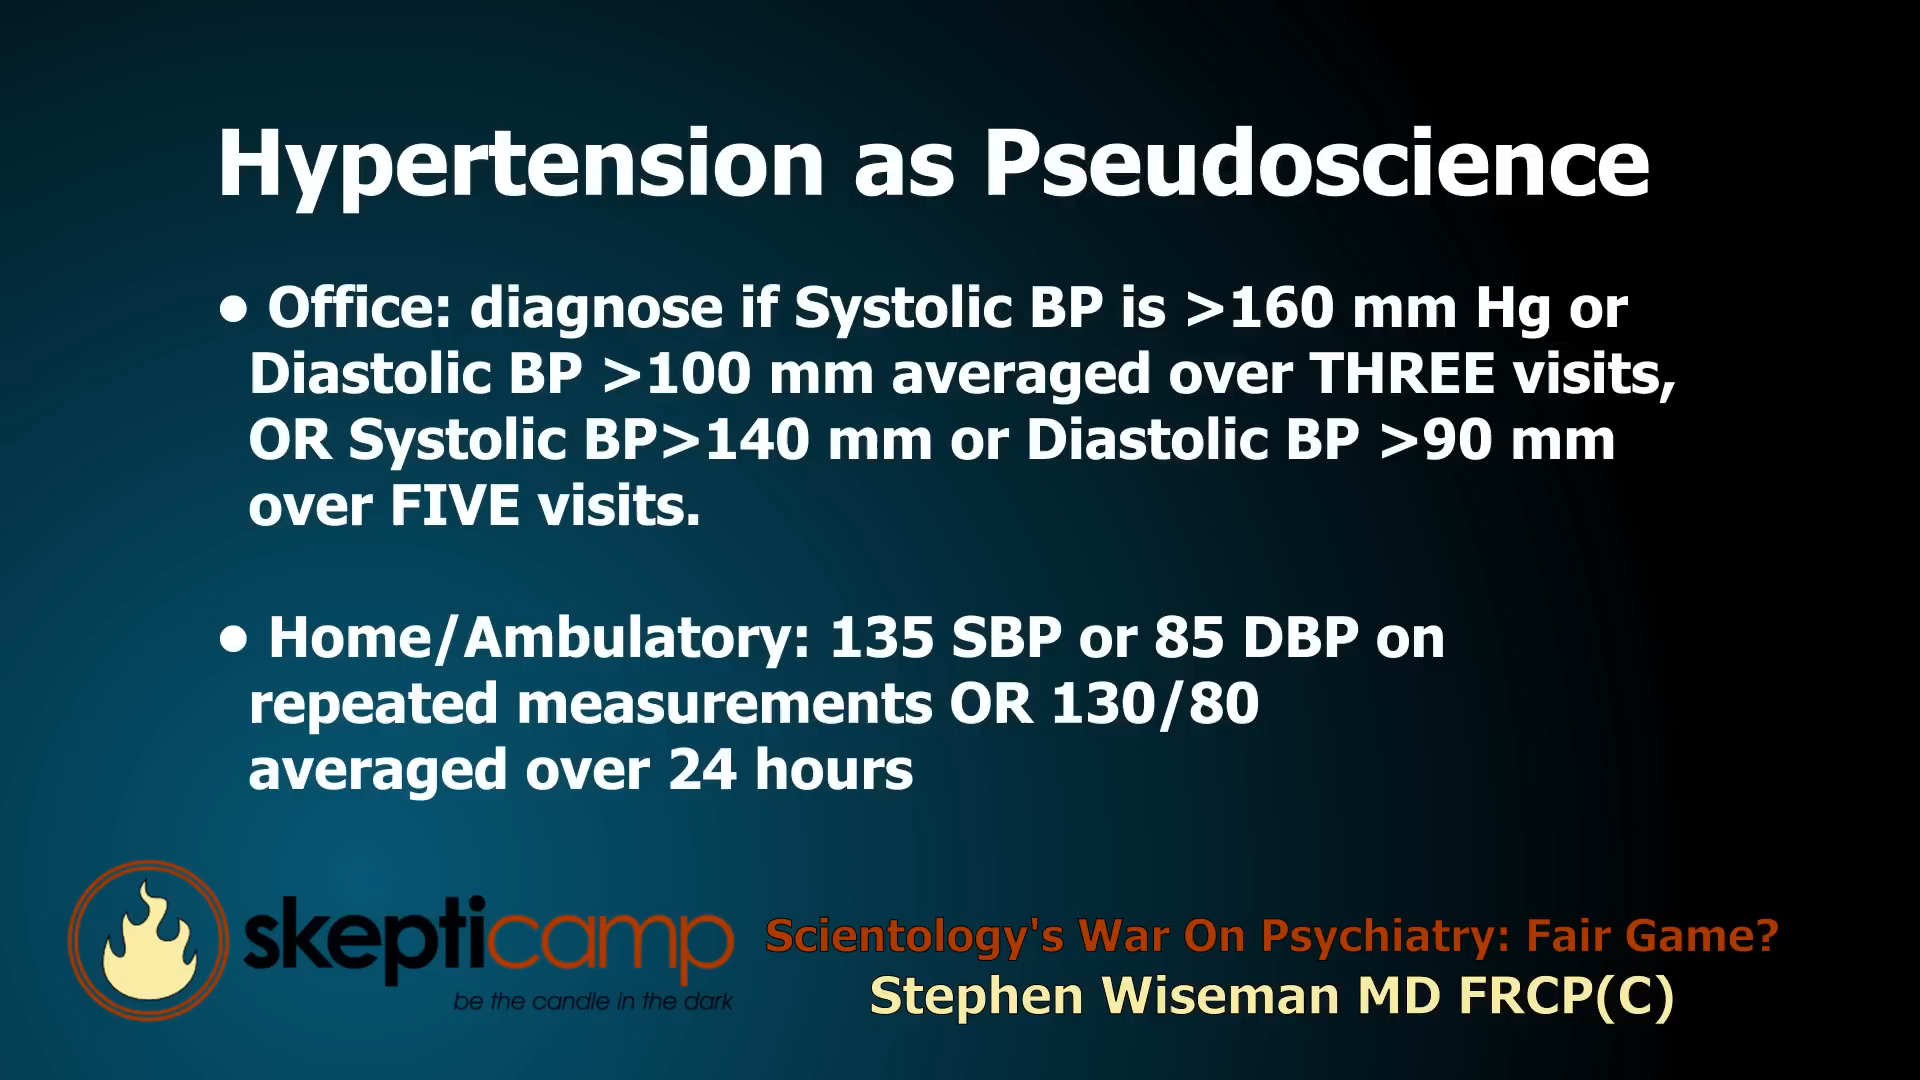 Hypertension as Pseudoscience
• Office: diagnose if Systolic BP is >160 mm Hg or
Diastolic BP >100 mm averaged over THREE visits,
OR Systolic BP>140 mm or Diastolic BP >90 mm
over FIVE visits.
• Home/Ambulatory: 135 SBP or 85 DBP on
repeated measurements OR 130/80
averaged over 24 hours
skepticamp
be the candle in the dark
Scientology's War On Psychiatry: Fair Game?
Stephen Wiseman MD FRCP(C)